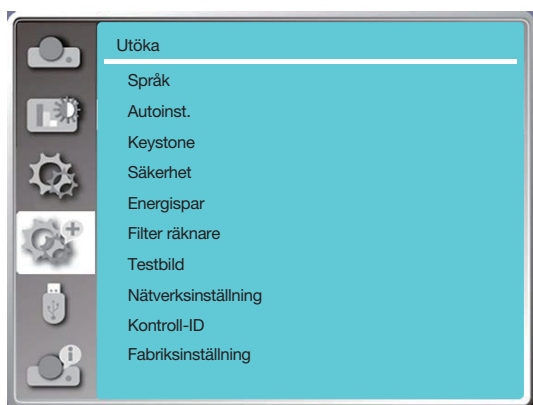 Utöka
Språk
Autoinst.
Keystone
Säkerhet
Energispar
Filter räknare
Testbild
Nätverksinställning
Kontroll-ID
Fabriksinställning